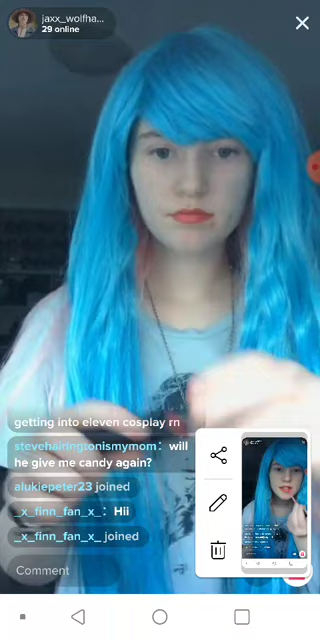 jaxx_wolfha...
29 online
getting into eleven cosplay rn
stevehairingtonismymom: will
he give me candy again?
alukiepeter23 joined
_x_finn_fan_x_: Hii
_x_finn_fan_x_ joined
Comment